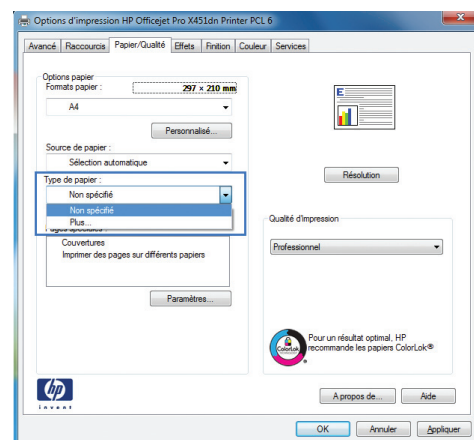 Options d'impression HP Officejet Pro X451dn Printer PCL 6
Avancé Raccourcis Papier/Qualité Effets Finition Couleur Services
Options papier
Formats papier : 297 × 210 mm
A4
Personnalisé...
Source de papier :
Sélection automatique
Type de papier :
Non spécifié
Non spécifié
Plus...
Pages spéciales :
Couvertures
Imprimer des pages sur différents papiers
Paramètres...
E
Résolution
Qualité d'impression
Professionnel
ColorLok
Pour un résultat optimal, HP
recommande les papiers ColorLok®
hp
invent
A propos de... Aide
OK Annuler Appliquer